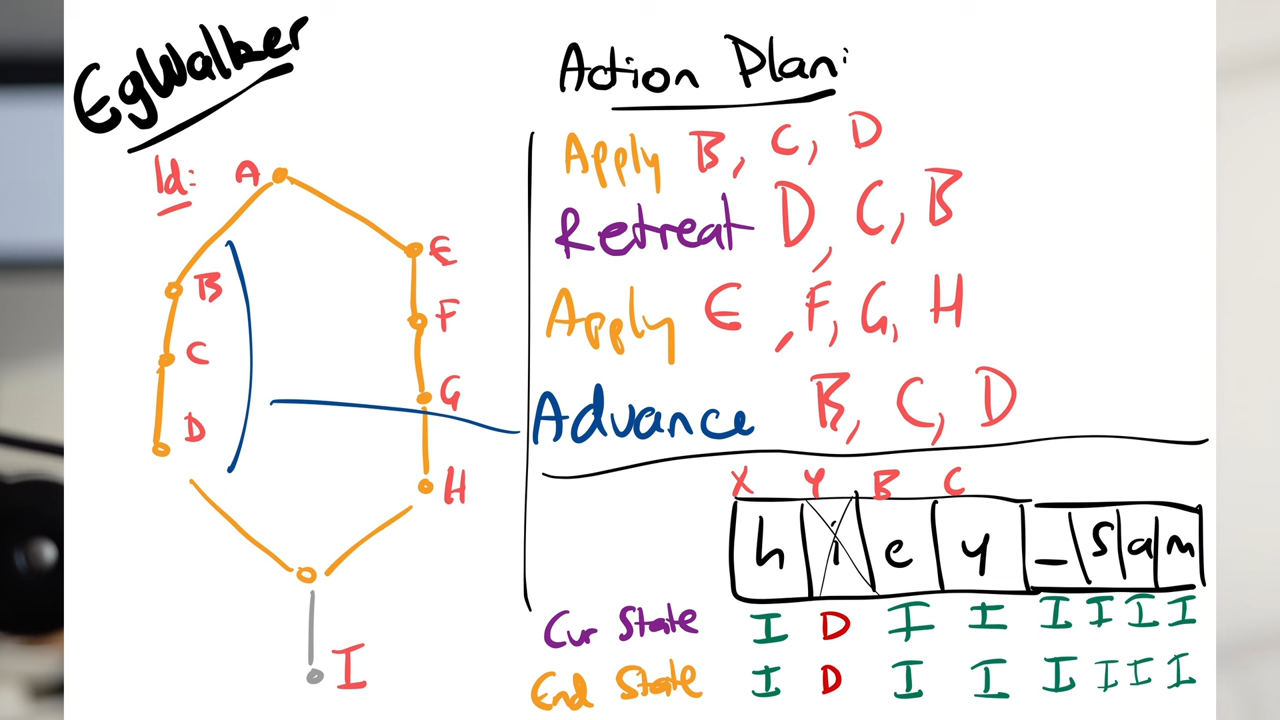 EgWalker
Action Plan:
Id:
A
B
C
D
E
F
G
H
I
Apply B, C, D
Retreat D, C, B
Apply E, F, G, H
Advance B, C, D
X Y B C
h i e y _ s a m
Cur State I D I I I I I I
End State I D I I I I I I